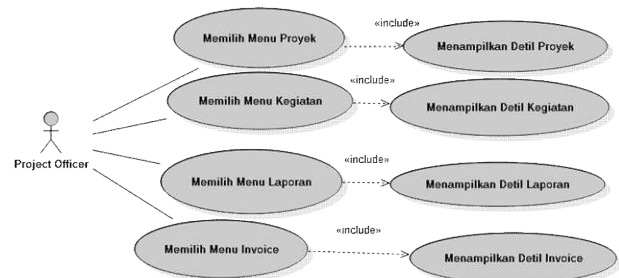 «include»
Memilih Menu Proyek
Menampilkan Detil Proyek
«include»
Memilih Menu Kegiatan
Menampilkan Detil Kegiatan
Project Officer
«include»
Memilih Menu Laporan
Menampilkan Detil Laporan
«include»
Memilih Menu Invoice
Menampilkan Detil Invoice